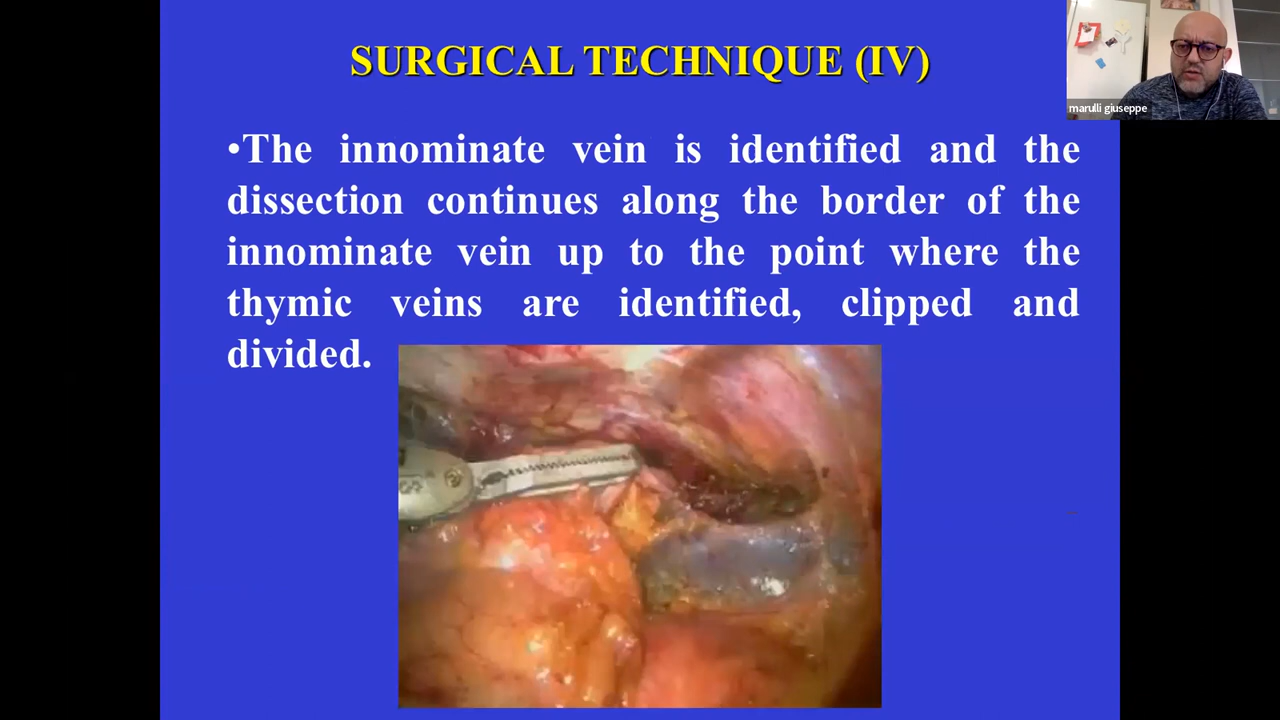 SURGICAL TECHNIQUE (IV)
marulli giuseppe
•The innominate vein is identified and the
dissection continues along the border of the
innominate vein up to the point where the
thymic veins are identified, clipped and
divided.